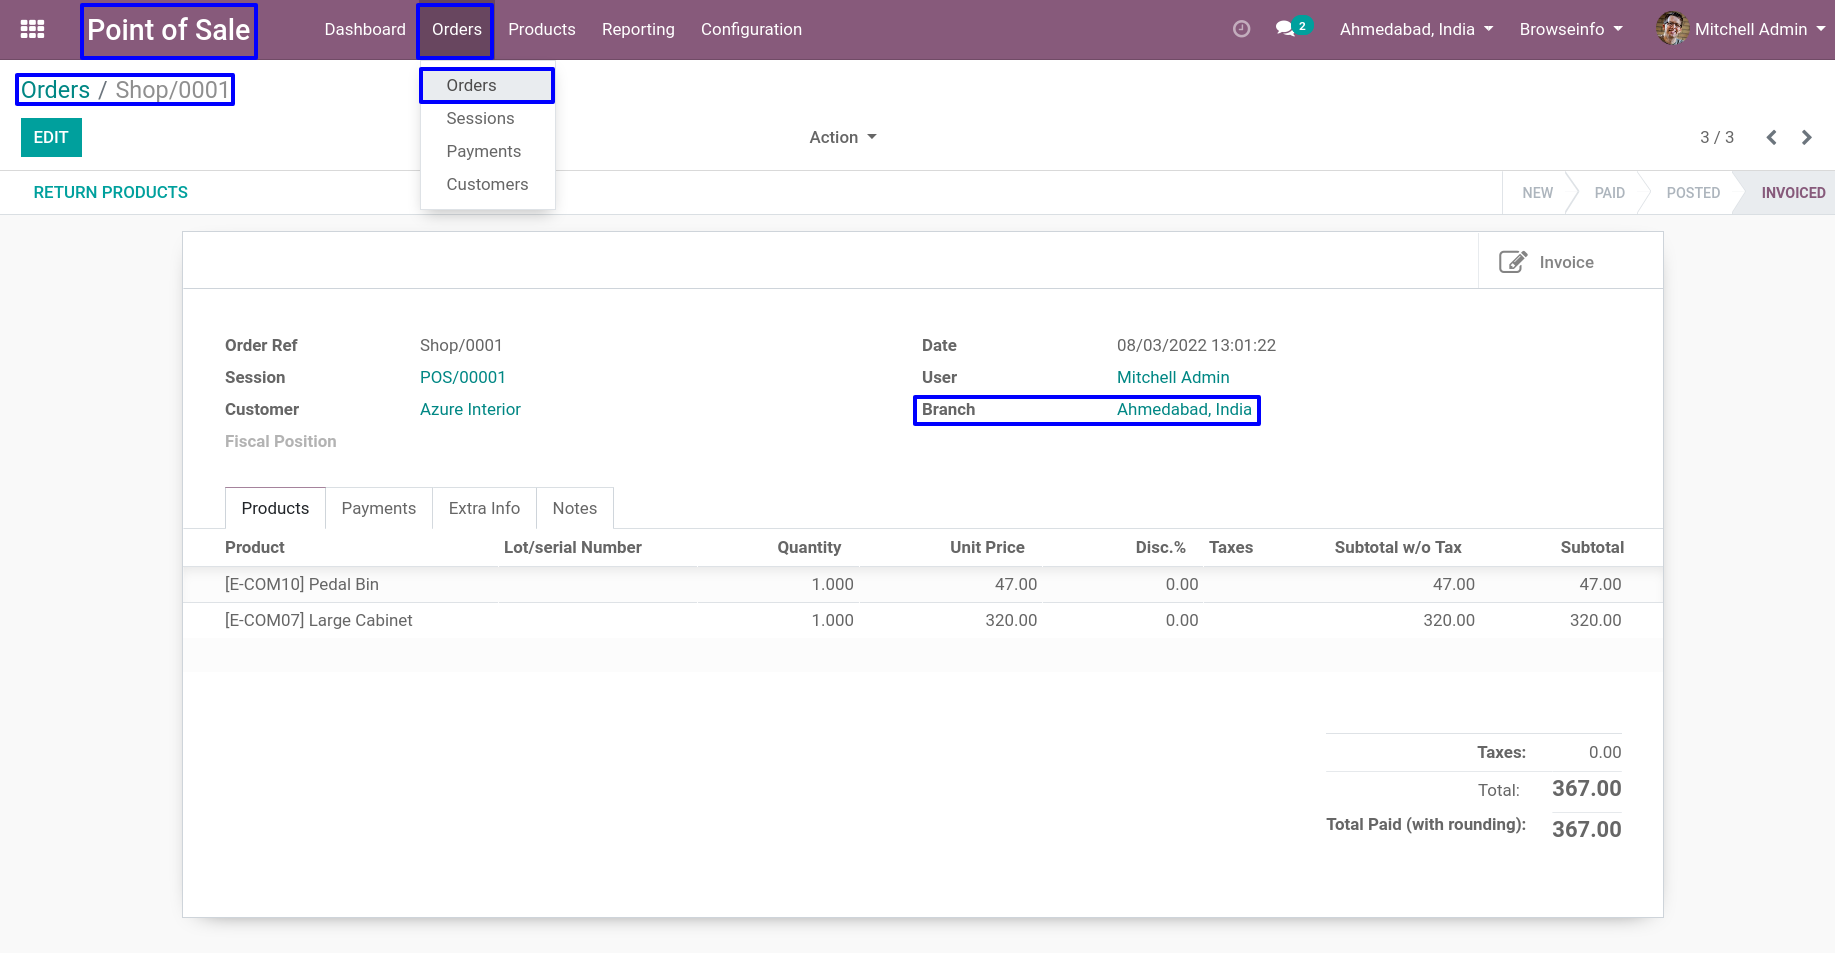 Point of Sale Dashboard Orders Products Reporting Configuration 2 Ahmedabad, India Browseinfo Mitchell Admin
Orders / Shop/0001
Orders
Sessions
Payments
Customers
EDIT Action 3 / 3
RETURN PRODUCTS NEW PAID POSTED INVOICED
Invoice
Order Ref Shop/0001 Date 08/03/2022 13:01:22
Session POS/00001 User Mitchell Admin
Customer Azure Interior Branch Ahmedabad, India
Fiscal Position
Products Payments Extra Info Notes
Product Lot/serial Number Quantity Unit Price Disc.% Taxes Subtotal w/o Tax Subtotal
[E-COM10] Pedal Bin 1.000 47.00 0.00 47.00 47.00
[E-COM07] Large Cabinet 1.000 320.00 0.00 320.00 320.00
Taxes: 0.00
Total: 367.00
Total Paid (with rounding): 367.00